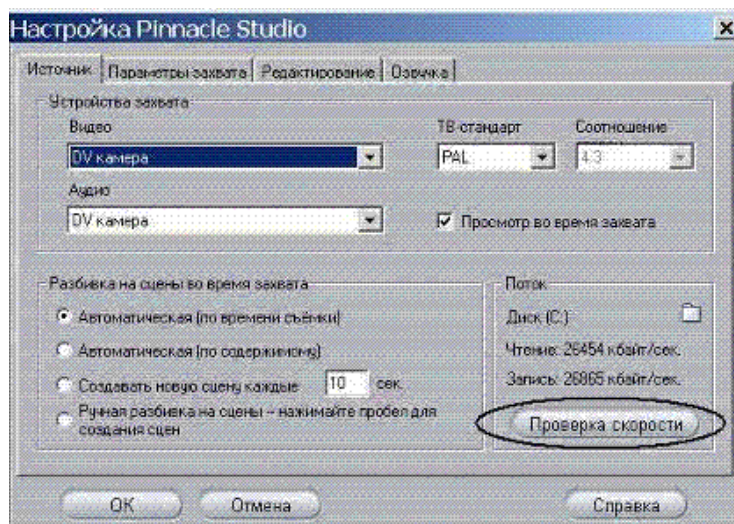 Настройка Pinnacle Studio
Источник Параметры захвата Редактирование Озвучка
Устройства захвата
Видео ТВ-стандарт Соотношение
DV камера PAL 4:3
Аудио
DV камера Просмотр во время захвата
Разбивка на сцены во время захвата Поток
Автоматическая (по времени съёмки) Диск (C:)
Автоматическая (по содержимому) Чтение: 26454 кбайт/сек.
Создавать новую сцену каждые 10 сек. Запись: 26865 кбайт/сек.
Ручная разбивка на сцены – нажимайте пробел для
создания сцен
Проверка скорости
OK Отмена Справка